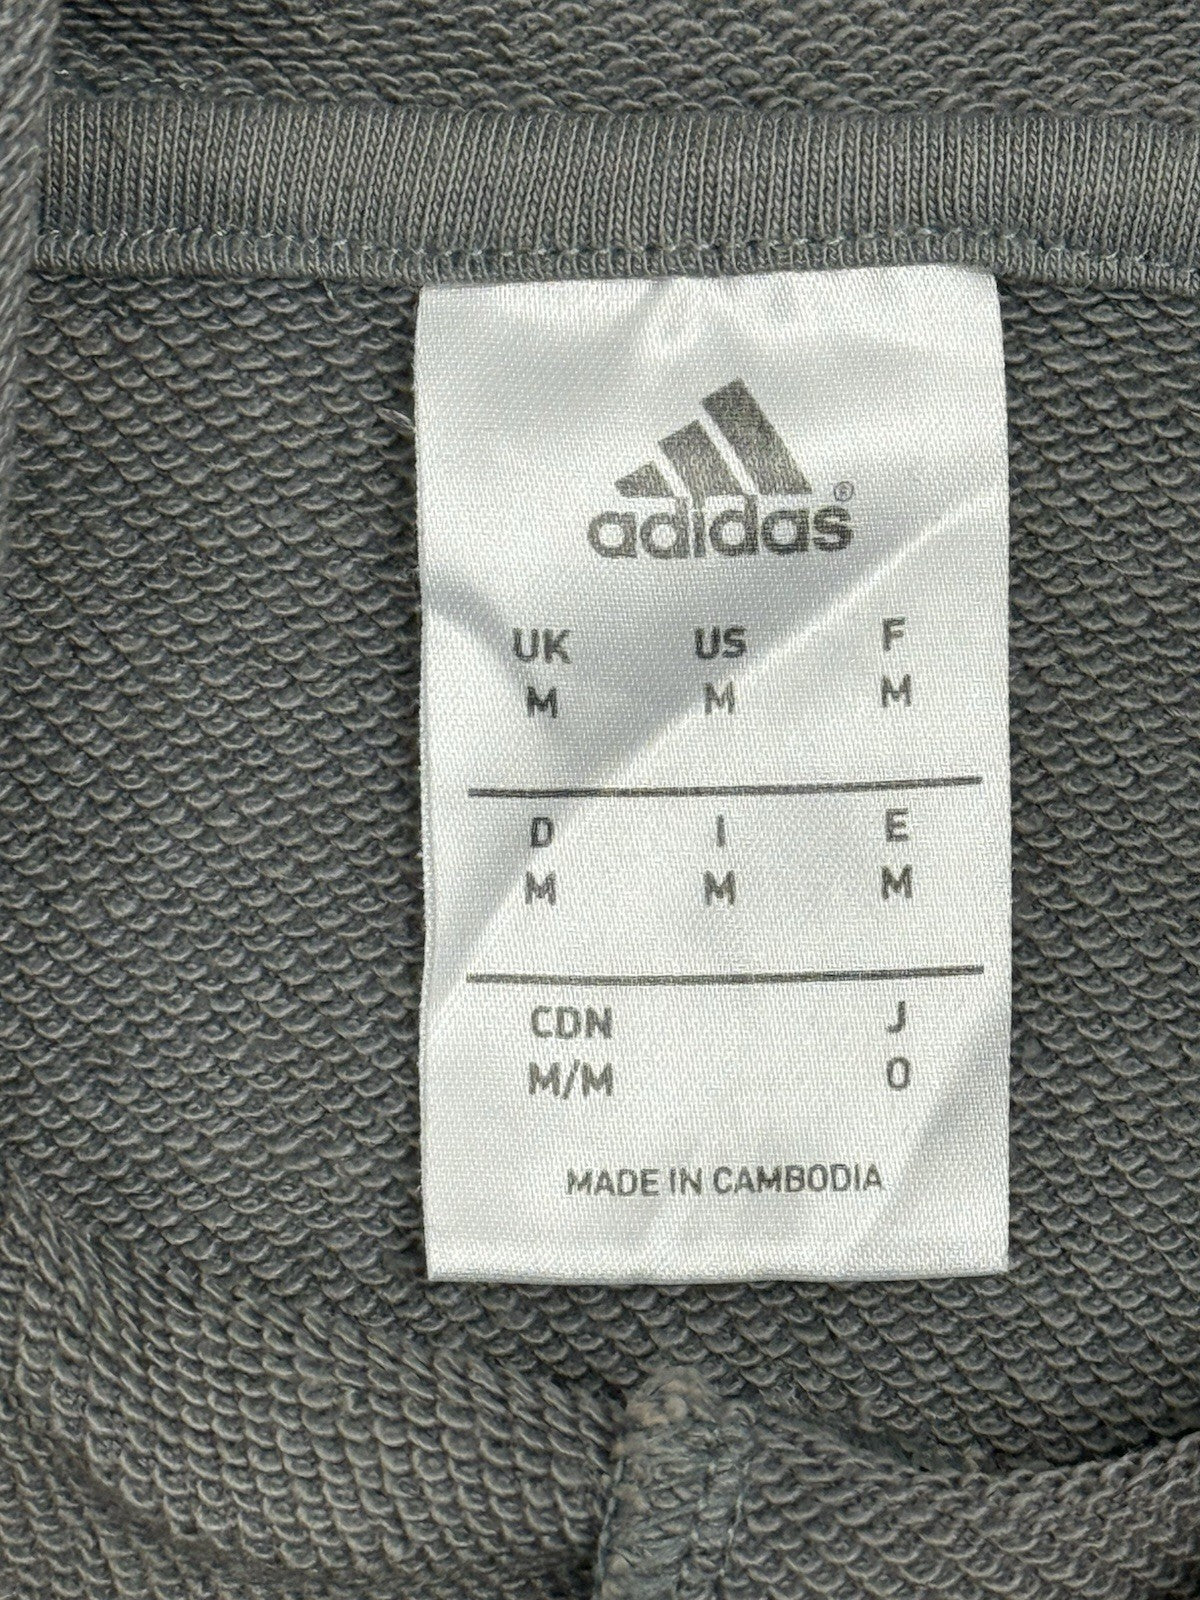 adidas®
UK US F
M M M
D I E
M M M
CDN J
M/M O
MADE IN CAMBODIA